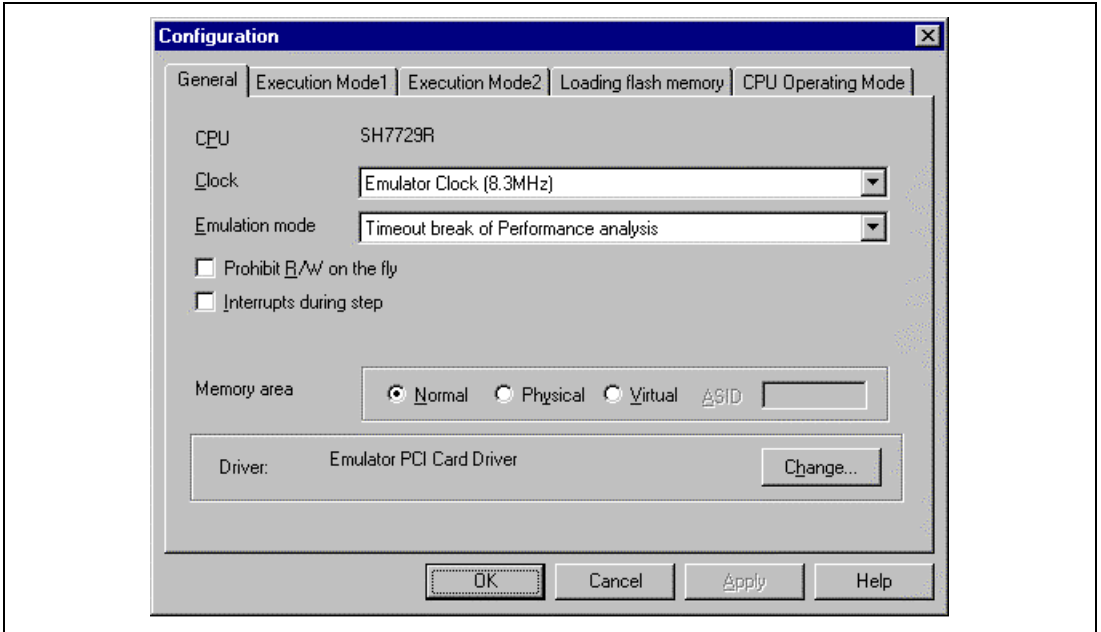 Configuration
General Execution Mode1 Execution Mode2 Loading flash memory CPU Operating Mode
CPU SH7729R
Clock Emulator Clock (8.3MHz)
Emulation mode Timeout break of Performance analysis
Prohibit R/W on the fly
Interrupts during step
Memory area Normal Physical Virtual ASID
Driver: Emulator PCI Card Driver Change...
OK Cancel Apply Help